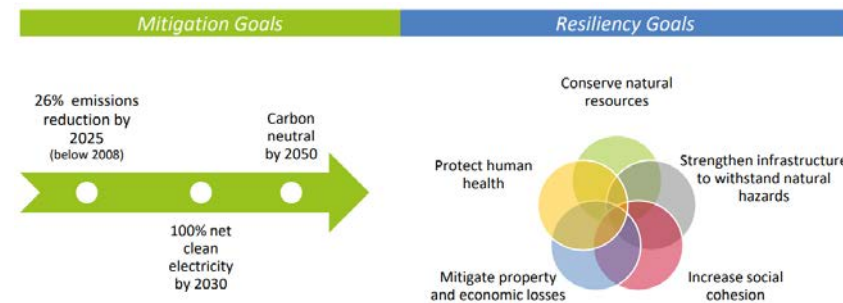 Mitigation Goals
Resiliency Goals
26% emissions
reduction by
2025
(below 2008)
Carbon
neutral
by 2050
100% net
clean
electricity
by 2030
Conserve natural
resources
Protect human
health
Strengthen infrastructure
to withstand natural
hazards
Mitigate property
and economic losses
Increase social
cohesion